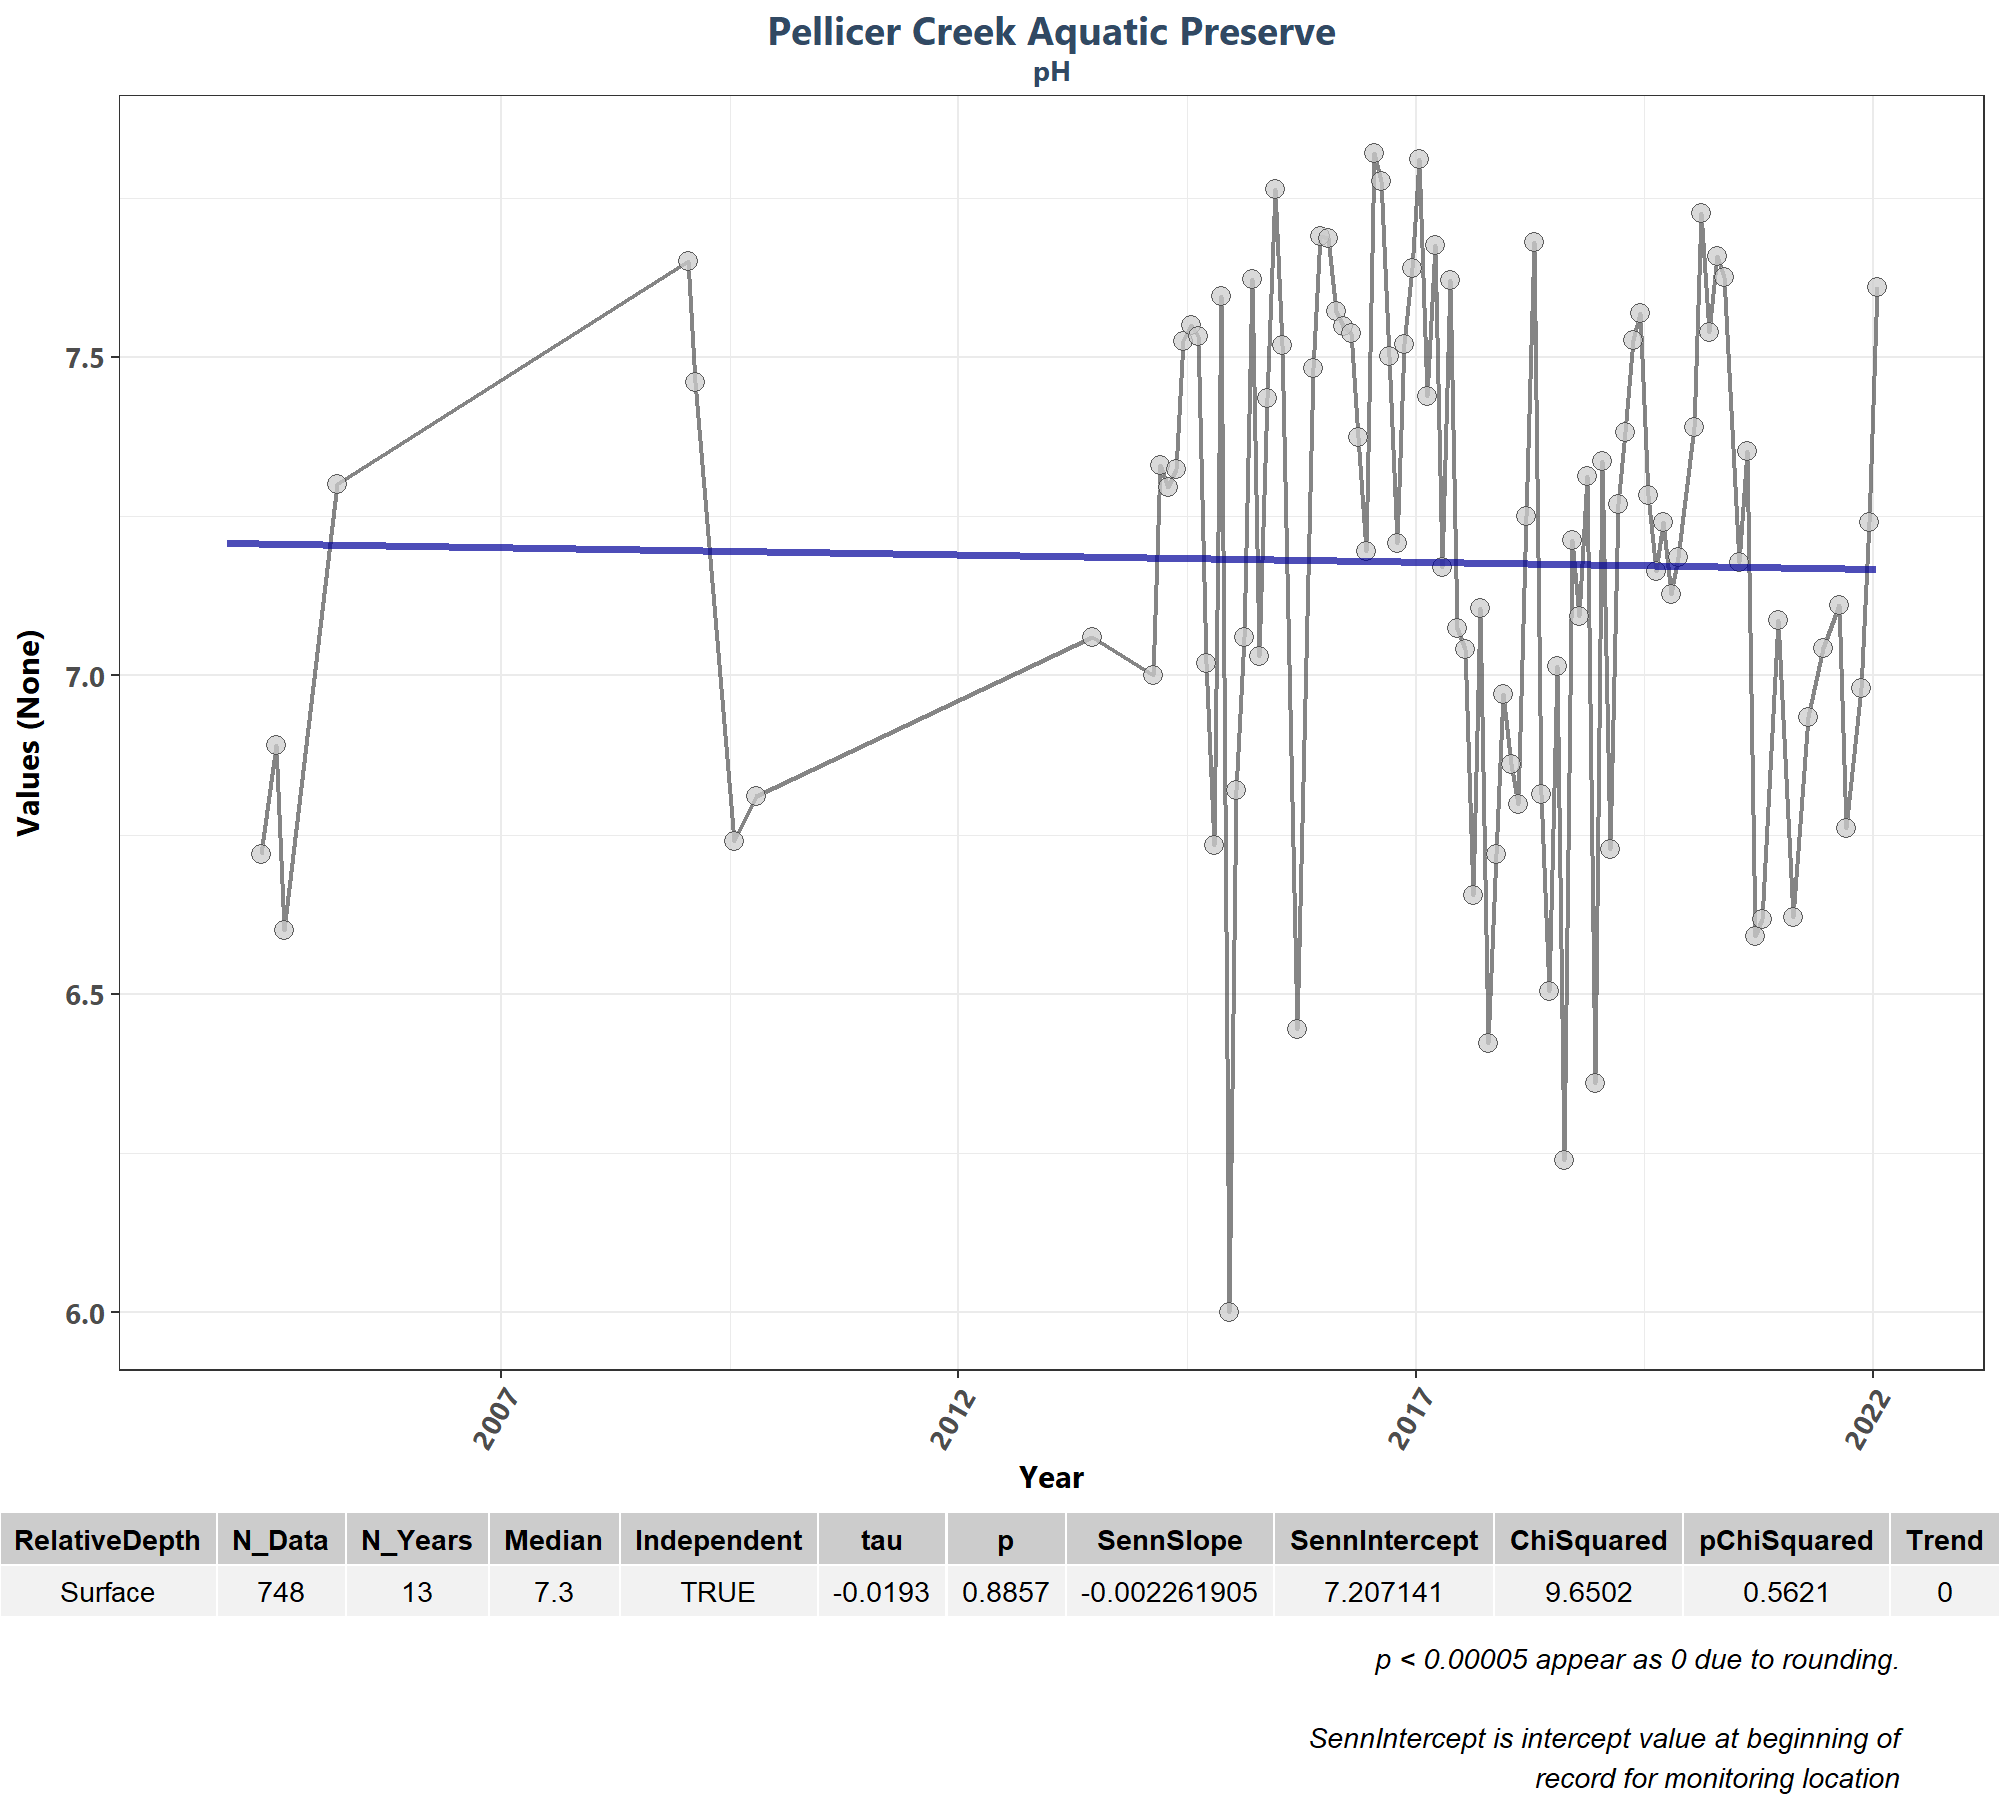 Pellicer Creek Aquatic Preserve
pH
Values (None)
7.5
7.0
6.5
6.0
2007
2012
2017
2022
Year
RelativeDepth N_Data N_Years Median Independent tau p SennSlope SennIntercept ChiSquared pChiSquared Trend
Surface 748 13 7.3 TRUE -0.0193 0.8857 -0.002261905 7.207141 9.6502 0.5621 0
p < 0.00005 appear as 0 due to rounding.
SennIntercept is intercept value at beginning of
record for monitoring location